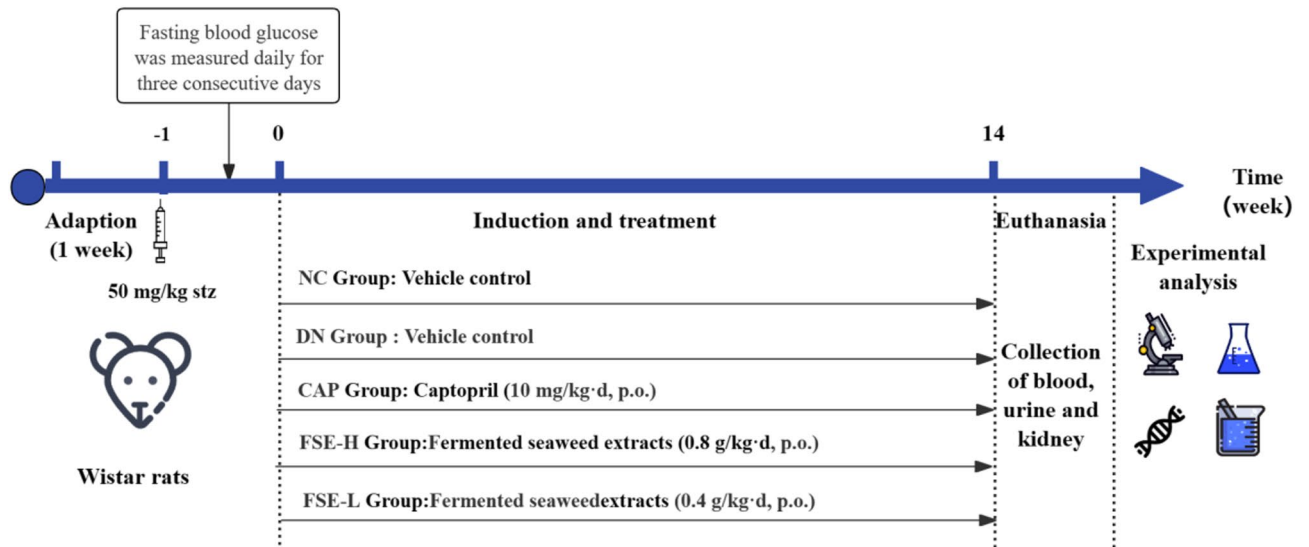 Fasting blood glucose
was measured daily for
three consecutive days
-1
0
14
Time
(week)
Adaption
(1 week)
Induction and treatment
Euthanasia
50 mg/kg stz
NC Group: Vehicle control
DN Group : Vehicle control
CAP Group: Captopril (10 mg/kg·d, p.o.)
FSE-H Group:Fermented seaweed extracts (0.8 g/kg·d, p.o.)
FSE-L Group:Fermented seaweedextracts (0.4 g/kg·d, p.o.)
Collection
of blood,
urine and
kidney
Experimental
analysis
Wistar rats